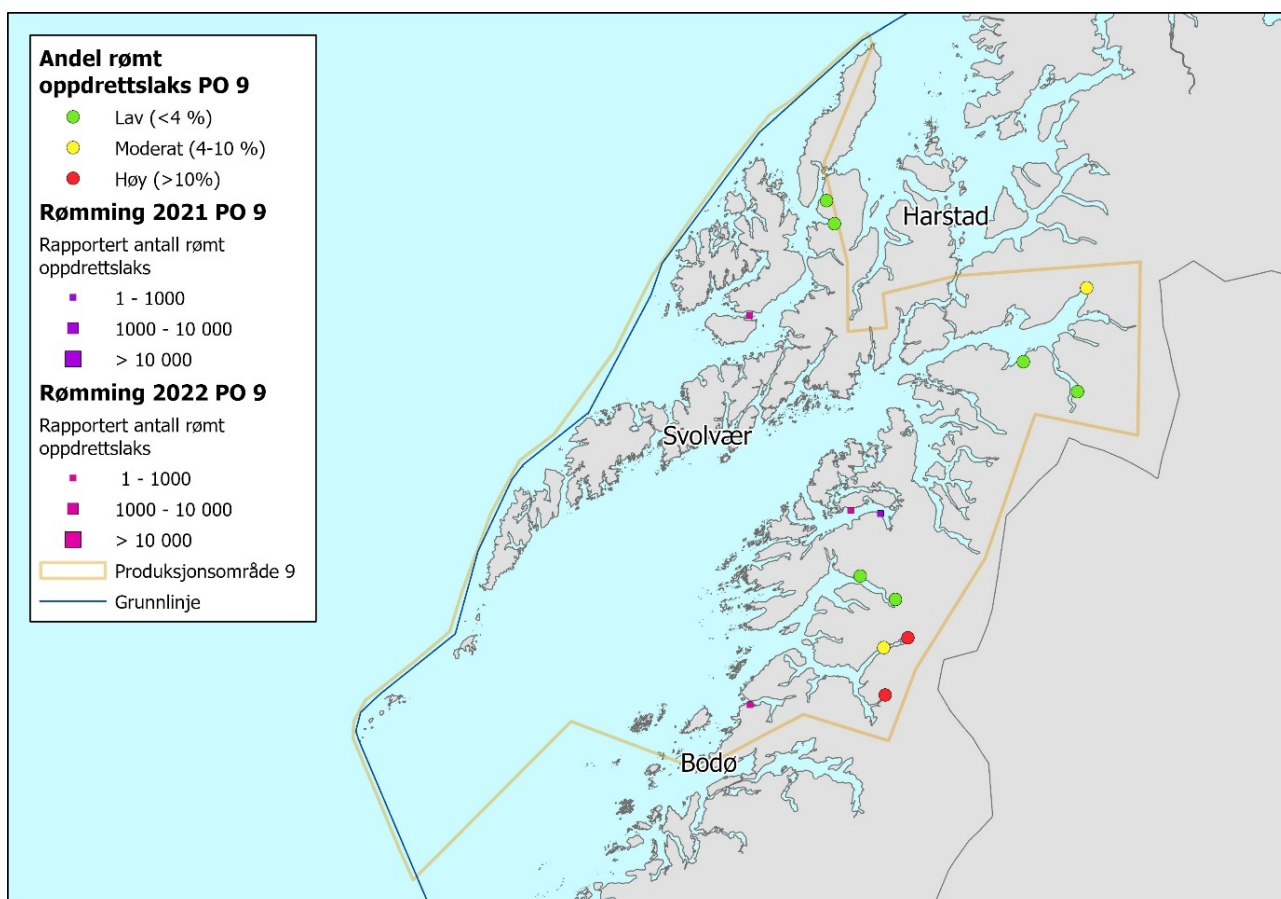 Andel rømt
oppdrettslaks PO 9
Lav (<4 %)
Moderat (4-10 %)
Høy (>10%)
Rømming 2021 PO 9
Rapportert antall rømt
oppdrettslaks
1 - 1000
1000 - 10 000
> 10 000
Rømming 2022 PO 9
Rapportert antall rømt
oppdrettslaks
1 - 1000
1000 - 10 000
> 10 000
Produksjonsområde 9
Grunnlinje
Harstad
Svolvær
Bodø